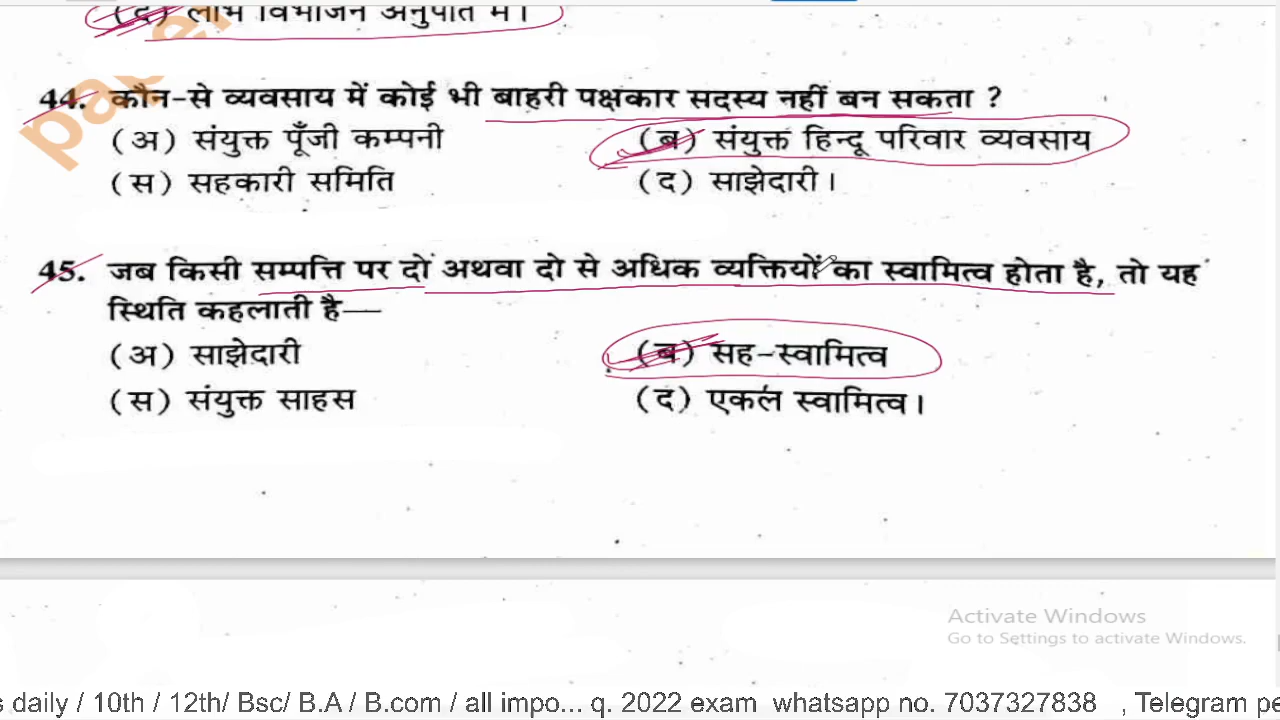 (द) लाभ विभाजन अनुपात में।
44. कौन-से व्यवसाय में कोई भी बाहरी पक्षकार सदस्य नहीं बन सकता ?
(अ) संयुक्त पूँजी कम्पनी (ब) संयुक्त हिन्दू परिवार व्यवसाय
(स) सहकारी समिति (द) साझेदारी।
45. जब किसी सम्पत्ति पर दो अथवा दो से अधिक व्यक्तियों का स्वामित्व होता है, तो यह
स्थिति कहलाती है—
(अ) साझेदारी (ब) सह-स्वामित्व
(स) संयुक्त साहस (द) एकल स्वामित्व।
Activate Windows
Go to Settings to activate Windows.
s daily / 10th / 12th/ Bsc/ B.A / B.com / all impo... q. 2022 exam whatsapp no. 7037327838 , Telegram pe